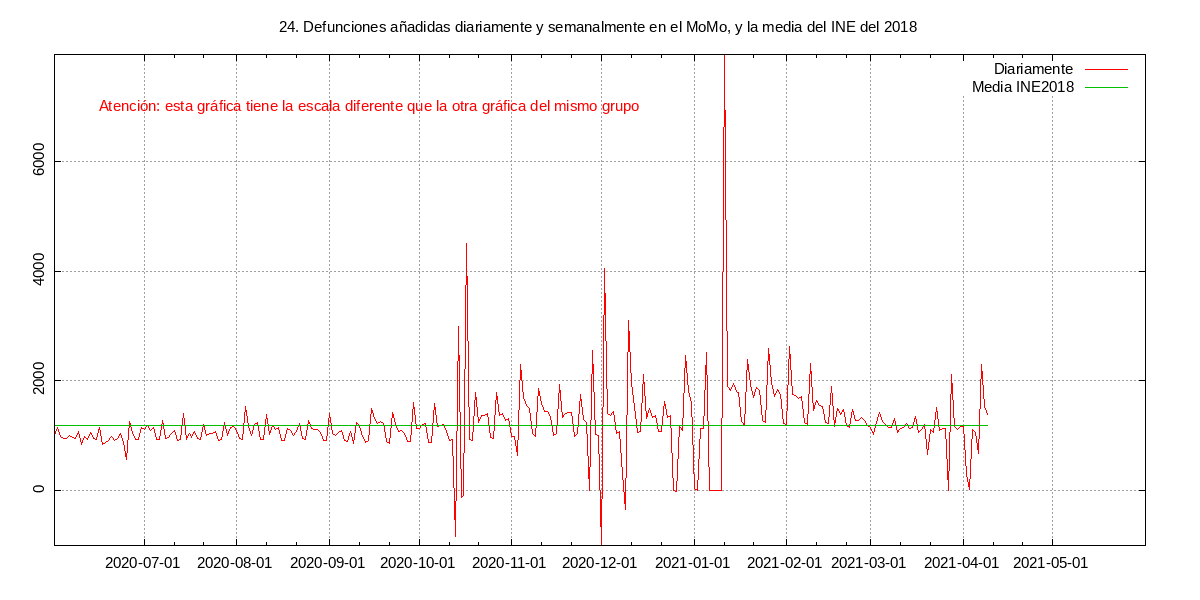 24. Defunciones añadidas diariamente y semanalmente en el MoMo, y la media del INE del 2018
Diariamente
Media INE2018
Atención: esta gráfica tiene la escala diferente que la otra gráfica del mismo grupo
6000
4000
2000
0
2020-07-01 2020-08-01 2020-09-01 2020-10-01 2020-11-01 2020-12-01 2021-01-01 2021-02-01 2021-03-01 2021-04-01 2021-05-01